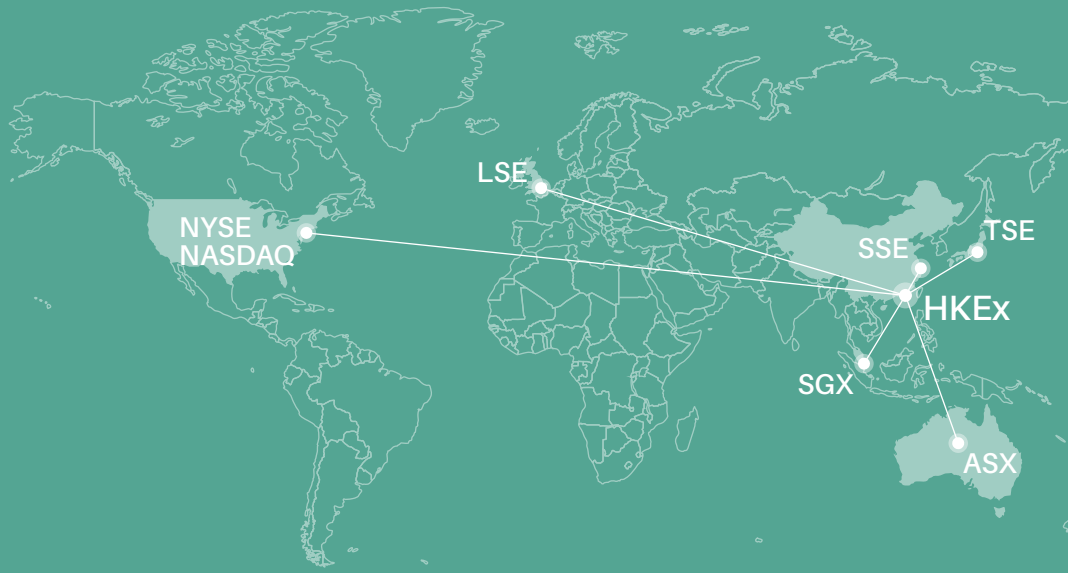 LSE
NYSE
NASDAQ
TSE
SSE
HKEx
SGX
ASX